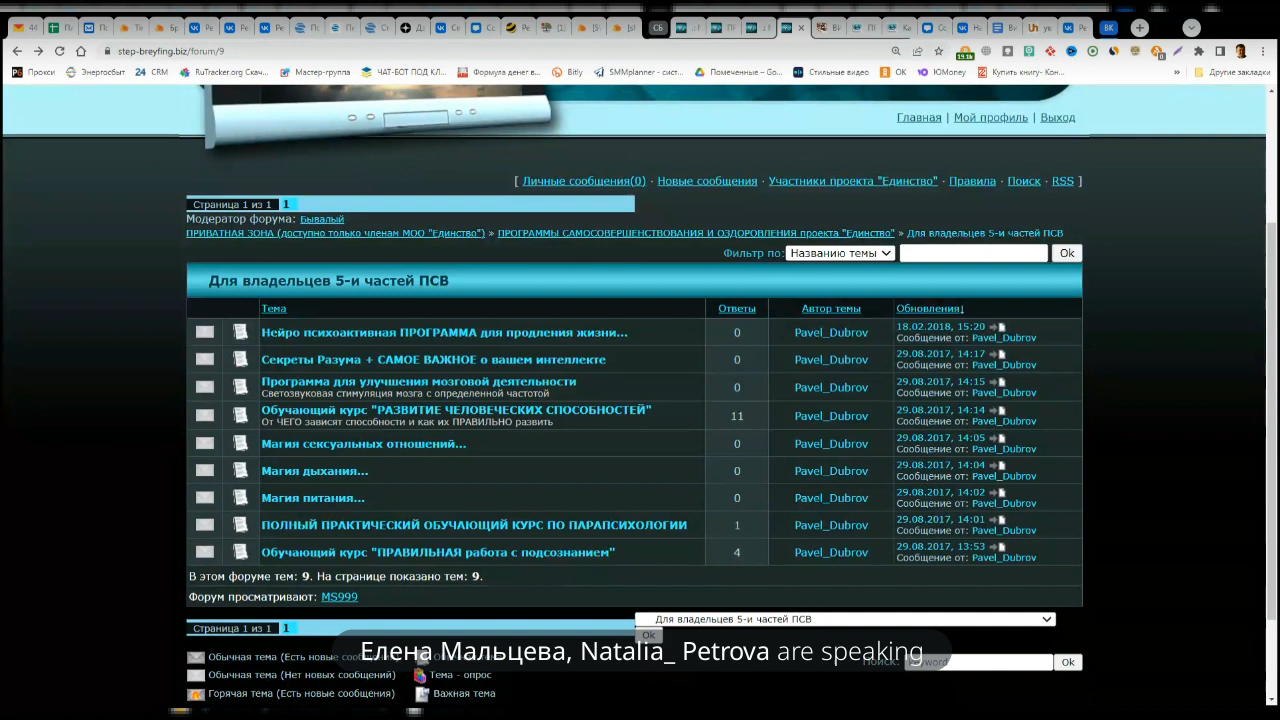 step-breyfing.biz/forum/9
Прокси Энергосбыт 24 CRM RuTracker.org Скач... Мастер-группа ЧАТ-БОТ ПОД КЛ... Формула денег в... Bitly SMMplanner - сист... Помеченные – Go... Стильные видео ОК ЮMoney Купить книгу- Кон... » Другие закладки
Главная | Мой профиль | Выход
[ Личные сообщения(0) · Новые сообщения · Участники проекта "Единство" · Правила · Поиск · RSS ]
Страница 1 из 1 1
Модератор форума: Бывалый
ПРИВАТНАЯ ЗОНА (доступно только членам МОО "Единство") » ПРОГРАММЫ САМОСОВЕРШЕНСТВОВАНИЯ И ОЗДОРОВЛЕНИЯ проекта "Единство" » Для владельцев 5-и частей ПСВ
Фильтр по: Названию темы Ok
Для владельцев 5-и частей ПСВ
Тема Ответы Автор темы Обновления↓
Нейро психоактивная ПРОГРАММА для продления жизни... 0 Pavel_Dubrov 18.02.2018, 15:20
Сообщение от: Pavel_Dubrov
Секреты Разума + САМОЕ ВАЖНОЕ о вашем интеллекте 0 Pavel_Dubrov 29.08.2017, 14:17
Сообщение от: Pavel_Dubrov
Программа для улучшения мозговой деятельности 0 Pavel_Dubrov 29.08.2017, 14:15
Светозвуковая стимуляция мозга с определенной частотой Сообщение от: Pavel_Dubrov
Обучающий курс "РАЗВИТИЕ ЧЕЛОВЕЧЕСКИХ СПОСОБНОСТЕЙ" 11 Pavel_Dubrov 29.08.2017, 14:14
От ЧЕГО зависят способности и как их ПРАВИЛЬНО развить Сообщение от: Pavel_Dubrov
Магия сексуальных отношений... 0 Pavel_Dubrov 29.08.2017, 14:05
Сообщение от: Pavel_Dubrov
Магия дыхания... 0 Pavel_Dubrov 29.08.2017, 14:04
Сообщение от: Pavel_Dubrov
Магия питания... 0 Pavel_Dubrov 29.08.2017, 14:02
Сообщение от: Pavel_Dubrov
ПОЛНЫЙ ПРАКТИЧЕСКИЙ ОБУЧАЮЩИЙ КУРС ПО ПАРАПСИХОЛОГИИ 1 Pavel_Dubrov 29.08.2017, 14:01
Сообщение от: Pavel_Dubrov
Обучающий курс "ПРАВИЛЬНАЯ работа с подсознанием" 4 Pavel_Dubrov 29.08.2017, 13:53
Сообщение от: Pavel_Dubrov
В этом форуме тем: 9. На странице показано тем: 9.
Форум просматривают: MS999
Для владельцев 5-и частей ПСВ
Страница 1 из 1 1
Ok
Елена Мальцева, Natalia_ Petrova are speaking
Обычная тема (Есть новые сообщения)
Поиск: Ok
Обычная тема (Нет новых сообщений) Тема - опрос
Горячая тема (Есть новые сообщения) Важная тема